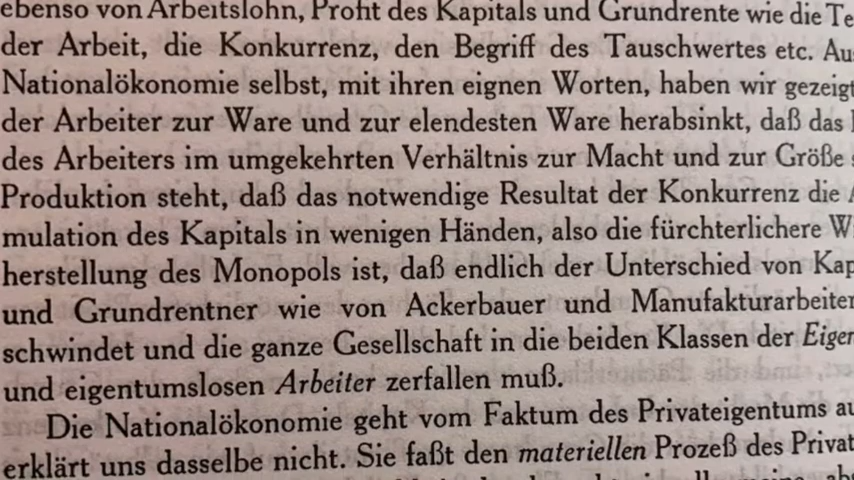 ebenso von Arbeitslohn, Profit des Kapitals und Grundrente wie die Te
der Arbeit, die Konkurrenz, den Begriff des Tauschwertes etc. Au
Nationalökonomie selbst, mit ihren eignen Worten, haben wir gezeigt
der Arbeiter zur Ware und zur elendesten Ware herabsinkt, daß das
des Arbeiters im umgekehrten Verhältnis zur Macht und zur Größe s
Produktion steht, daß das notwendige Resultat der Konkurrenz die A
mulation des Kapitals in wenigen Händen, also die fürchterlichere W
herstellung des Monopols ist, daß endlich der Unterschied von Kap
und Grundrentner wie von Ackerbauer und Manufakturarbeiter
schwindet und die ganze Gesellschaft in die beiden Klassen der Eigen
und eigentumslosen Arbeiter zerfallen muß.
Die Nationalökonomie geht vom Faktum des Privateigentums au
erklärt uns dasselbe nicht. Sie faßt den materiellen Prozeß des Privat